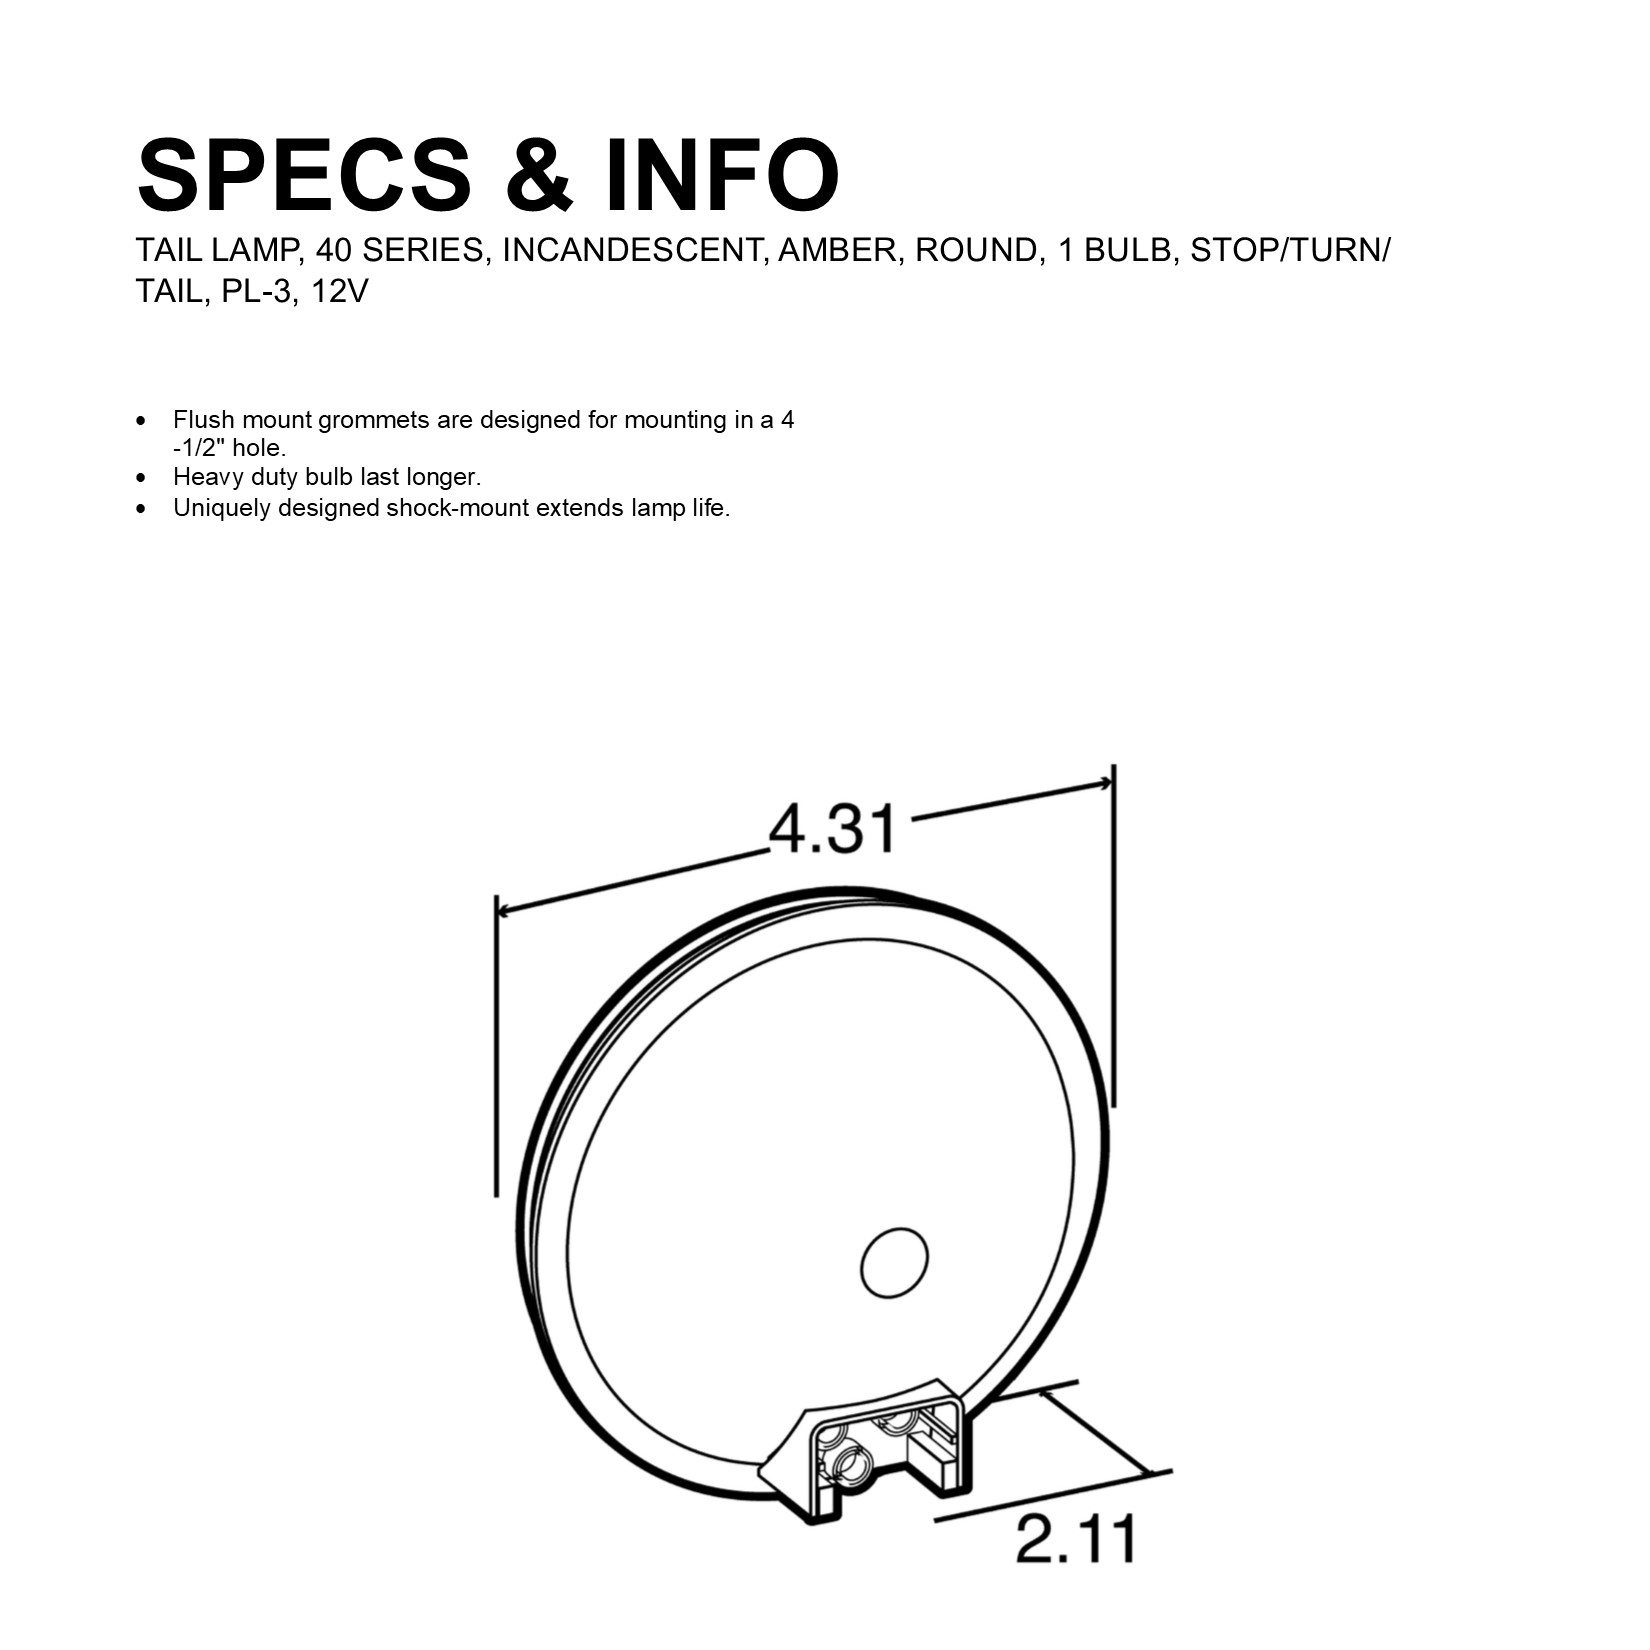 SPECS & INFO
TAIL LAMP, 40 SERIES, INCANDESCENT, AMBER, ROUND, 1 BULB, STOP/TURN/
TAIL, PL-3, 12V
• Flush mount grommets are designed for mounting in a 4
-1/2" hole.
• Heavy duty bulb last longer.
• Uniquely designed shock-mount extends lamp life.
4.31
2.11